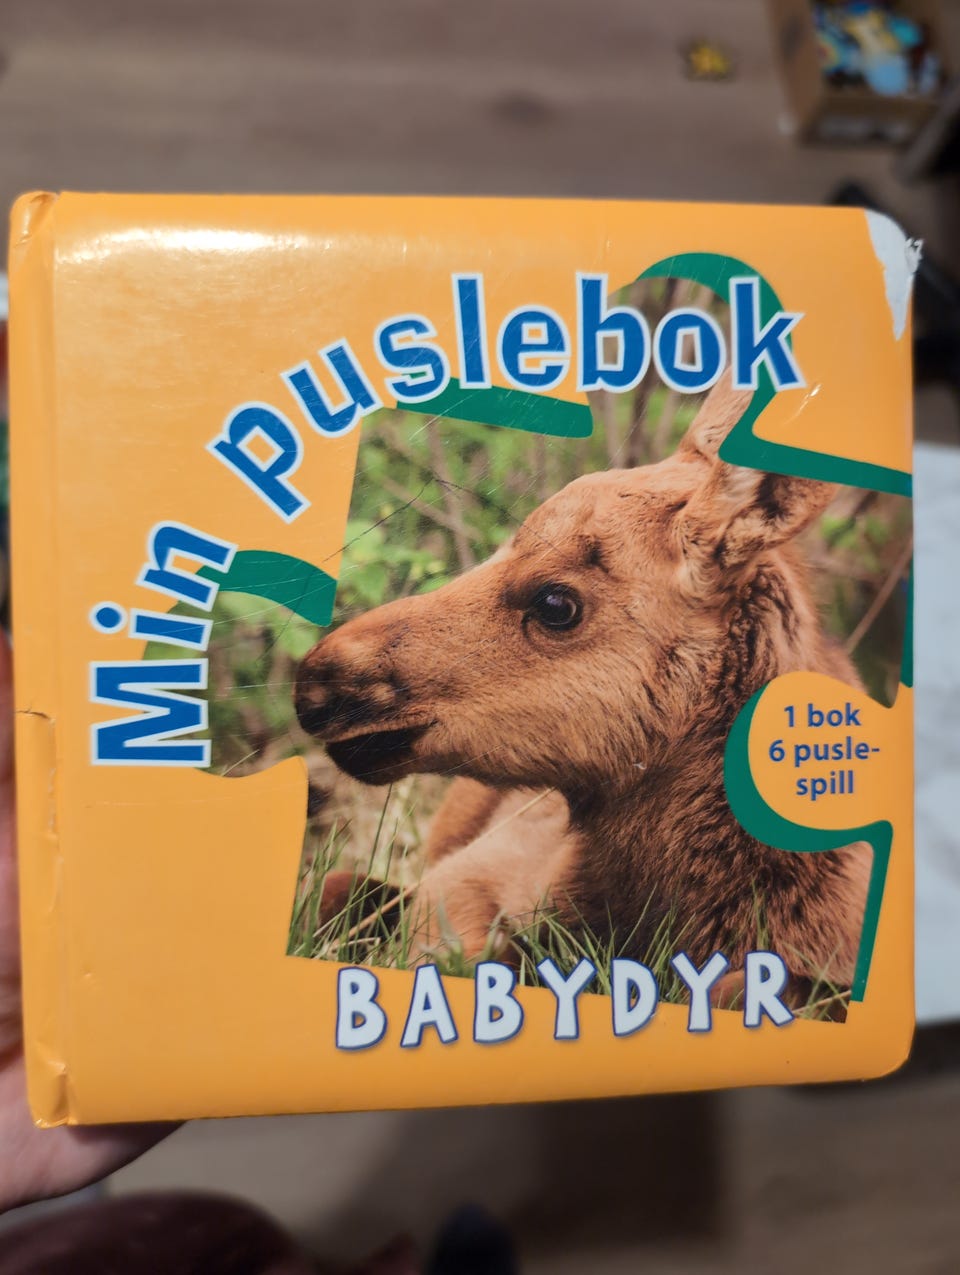 Min puslebok
1 bok
6 pusle-
spill
BABYDYR